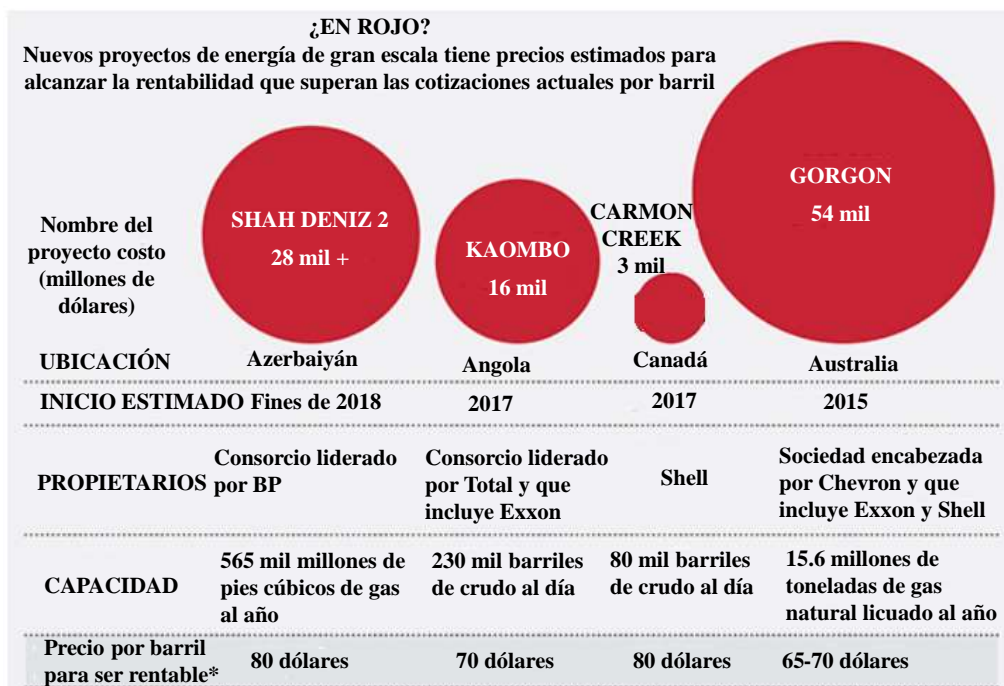 ¿EN ROJO?
Nuevos proyectos de energía de gran escala tiene precios estimados para
alcanzar la rentabilidad que superan las cotizaciones actuales por barril
Nombre del
proyecto costo
(millones de
dólares)
SHAH DENIZ 2
28 mil +
KAOMBO
16 mil
CARMON
CREEK
3 mil
GORGON
54 mil
UBICACIÓN
Azerbaiyán
Angola
Canadá
Australia
INICIO ESTIMADO
Fines de 2018
2017
2017
2015
PROPIETARIOS
Consorcio liderado
por BP
Consorcio liderado
por Total y que
incluye Exxon
Shell
Sociedad encabezada
por Chevron y que
incluye Exxon y Shell
CAPACIDAD
565 mil millones de
pies cúbicos de gas
al año
230 mil barriles
de crudo al día
80 mil barriles
de crudo al día
15.6 millones de
toneladas de gas
natural licuado al año
Precio por barril
para ser rentable*
80 dólares
70 dólares
80 dólares
65-70 dólares